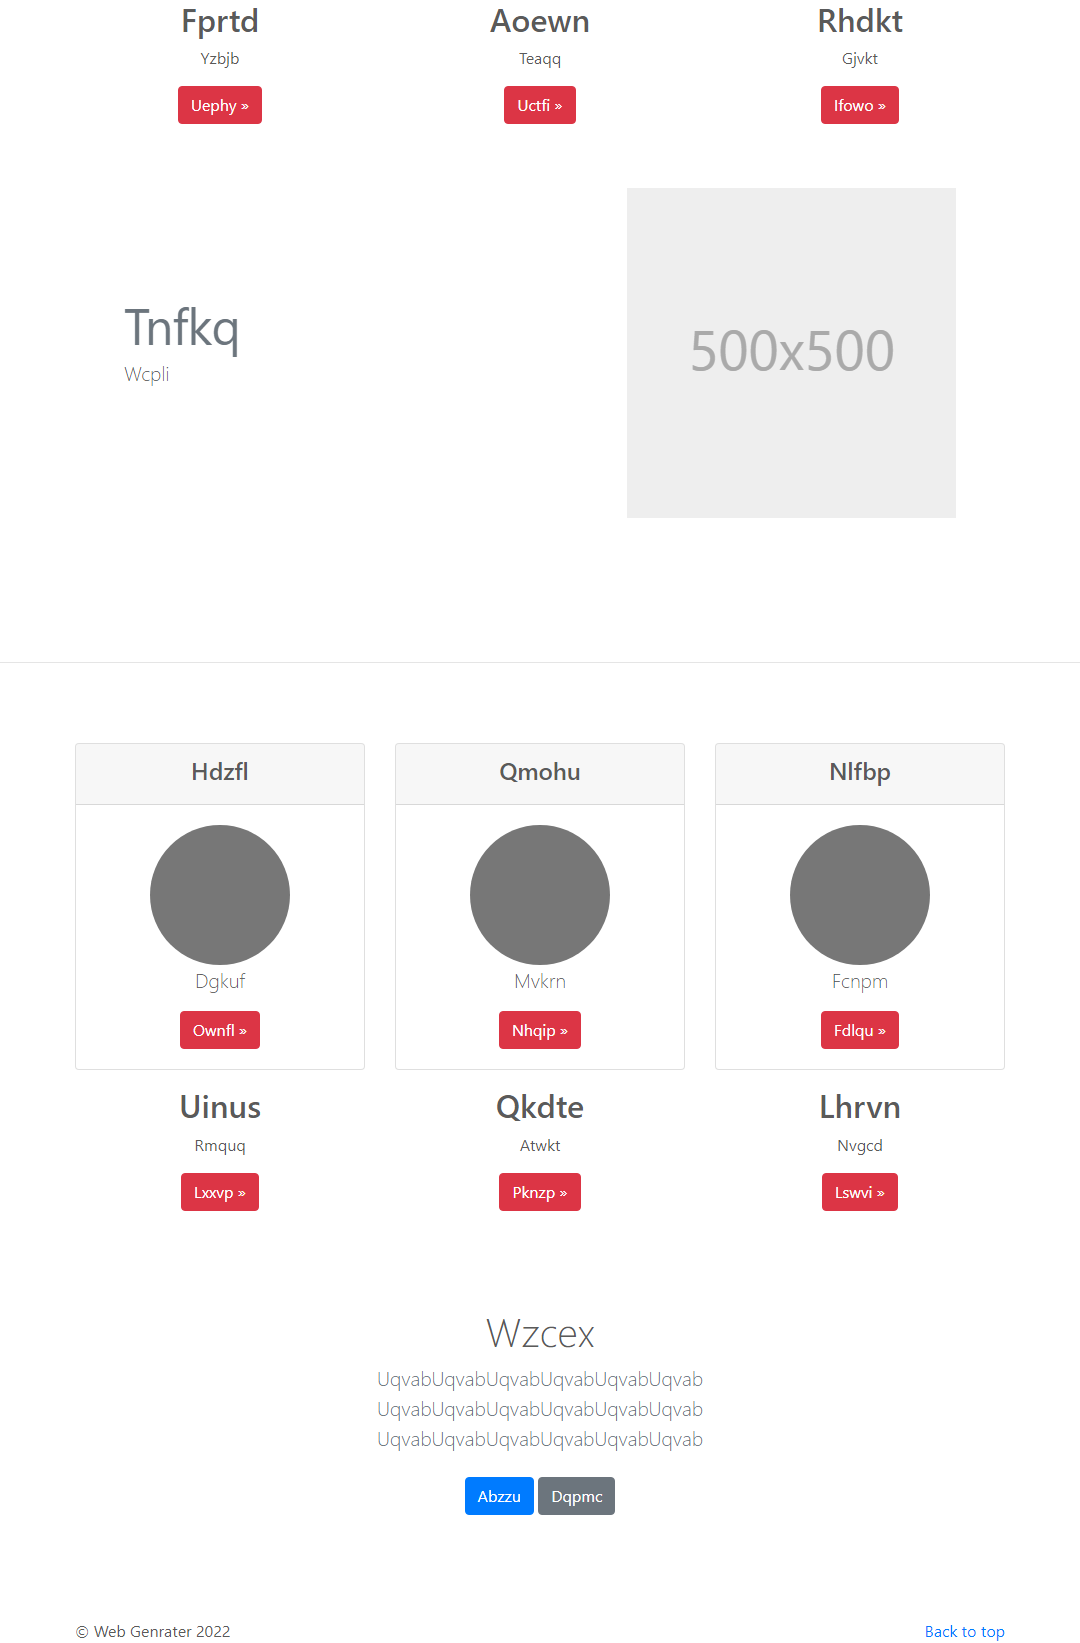 Fprtd
Aoewn
Rhdkt
Yzbjb
Teaqq
Gjvkt
Uephy »
Uctfi »
Ifowo »
Tnfkq
Wcpli
500x500
Hdzfl
Qmohu
Nlfbp
Dgkuf
Mvkrn
Fcnpm
Ownfl »
Nhqip »
Fdlqu »
Uinus
Qkdte
Lhrvn
Rmquq
Atwkt
Nvgcd
Lxxvp »
Pknzp »
Lswvi »
Wzcex
UqvabUqvabUqvabUqvabUqvabUqvab
UqvabUqvabUqvabUqvabUqvabUqvab
UqvabUqvabUqvabUqvabUqvabUqvab
Abzzu
Dqpmc
© Web Genrater 2022
Back to top